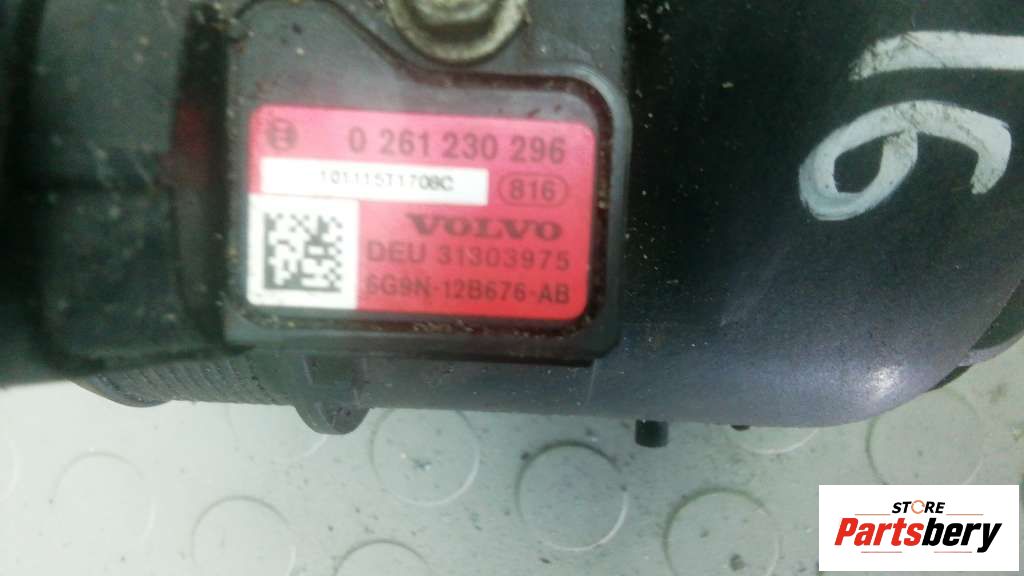 0 261 230 296
101115T1708C
816
VOLVO
DEU 31303975
6G9N-12B676-AB
16
STORE
Partsbery